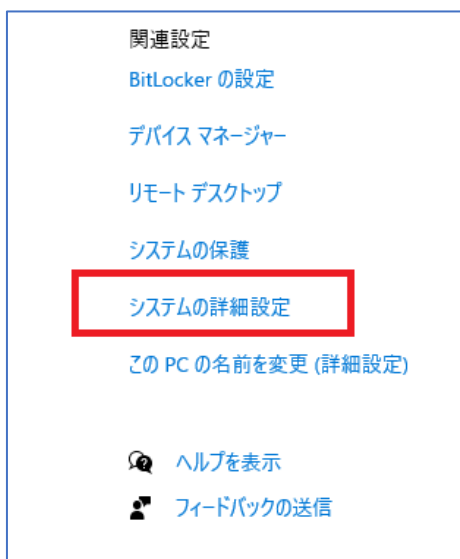 関連設定
BitLocker の設定
デバイス マネージャー
リモート デスクトップ
システムの保護
システムの詳細設定
この PC の名前を変更 (詳細設定)
ヘルプを表示
フィードバックの送信